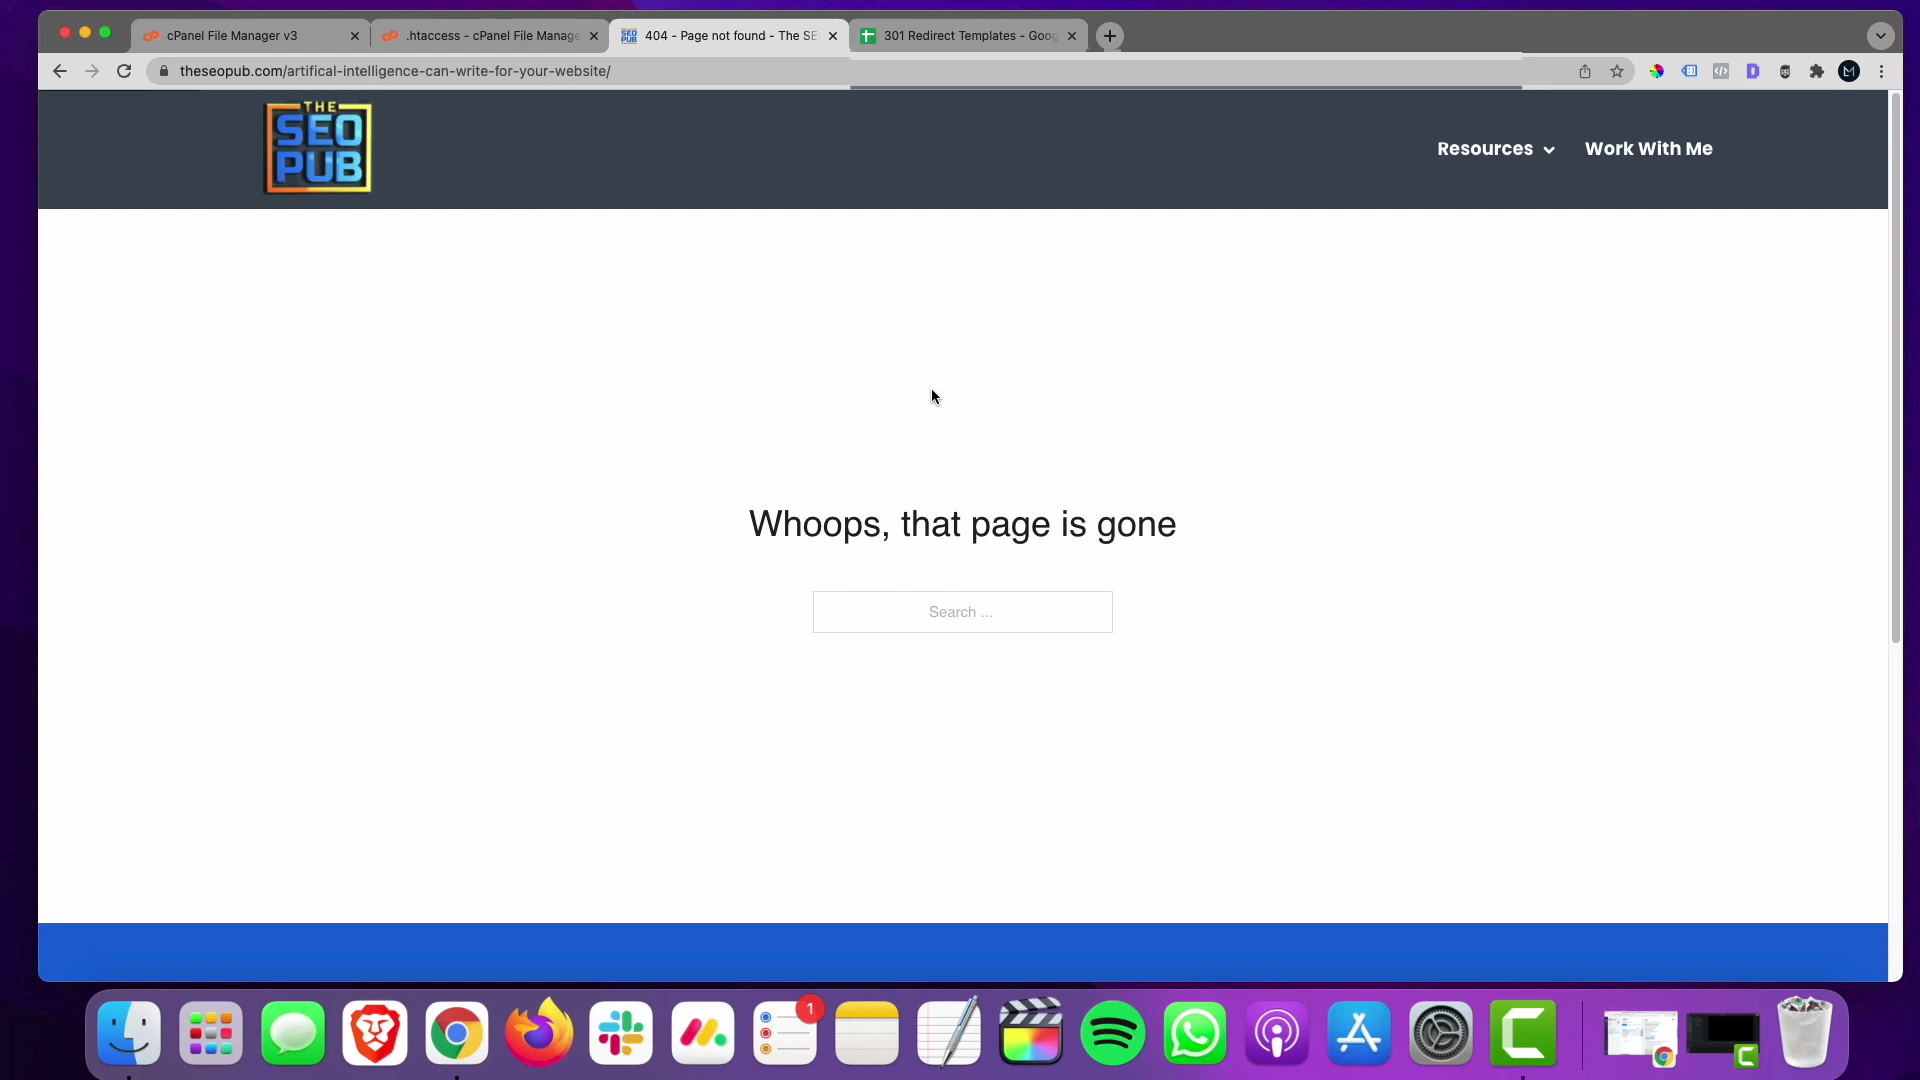 cPanel File Manager v3
.htaccess - cPanel File Manage
404 - Page not found - The SE
301 Redirect Templates - Goog
theseopub.com/artifical-intelligence-can-write-for-your-website/
M
THE
SEO
PUB
Resources
Work With Me
Whoops, that page is gone
Search ...
1